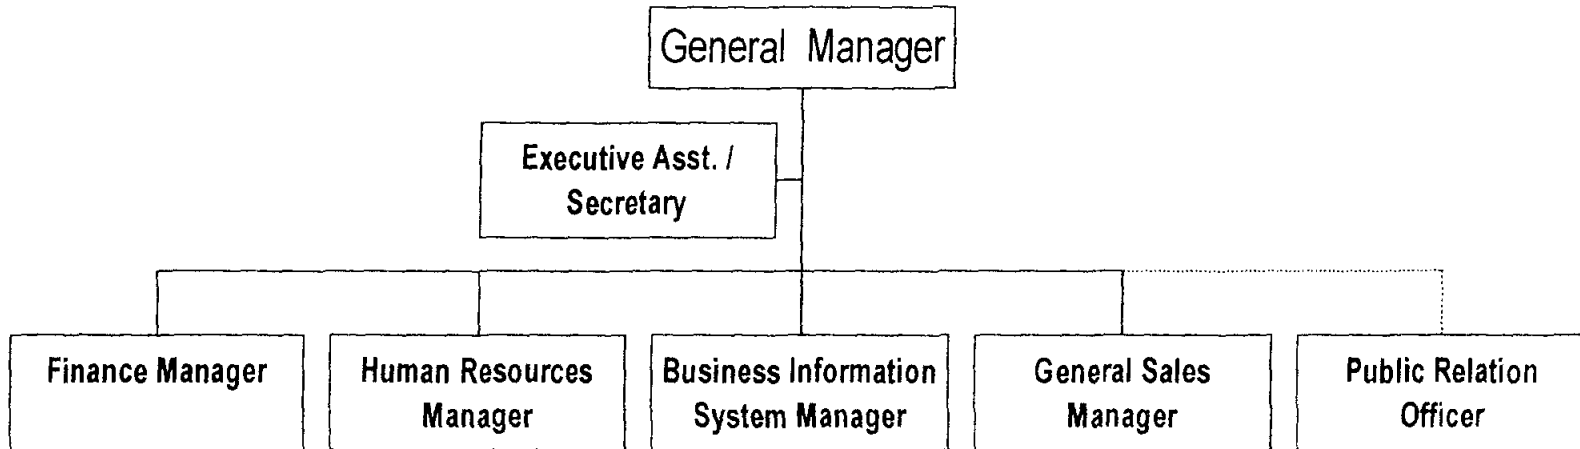 General Manager
Executive Asst. /
Secretary
Finance Manager
Human Resources
Manager
Business Information
System Manager
General Sales
Manager
Public Relation
Officer